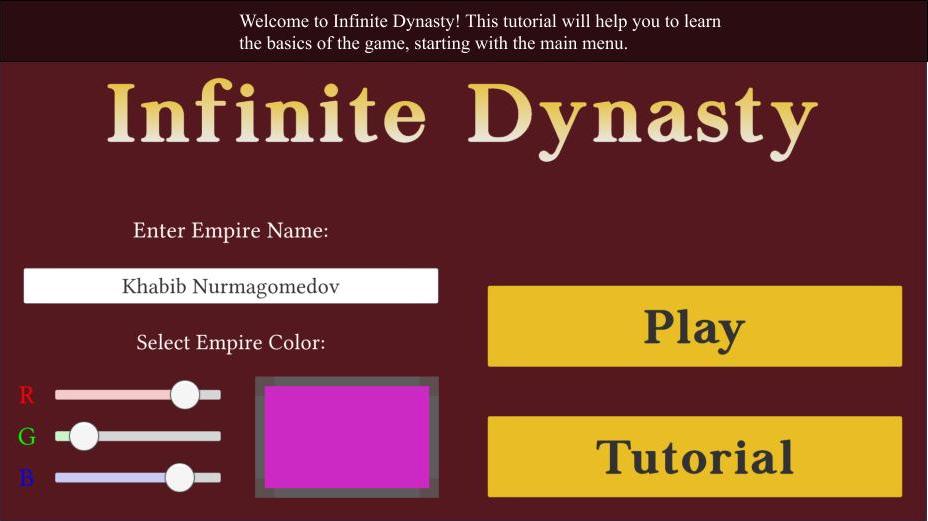 Welcome to Infinite Dynasty! This tutorial will help you to learn
the basics of the game, starting with the main menu.
Infinite Dynasty
Enter Empire Name:
Khabib Nurmagomedov
Select Empire Color:
R
G
B
Play
Tutorial